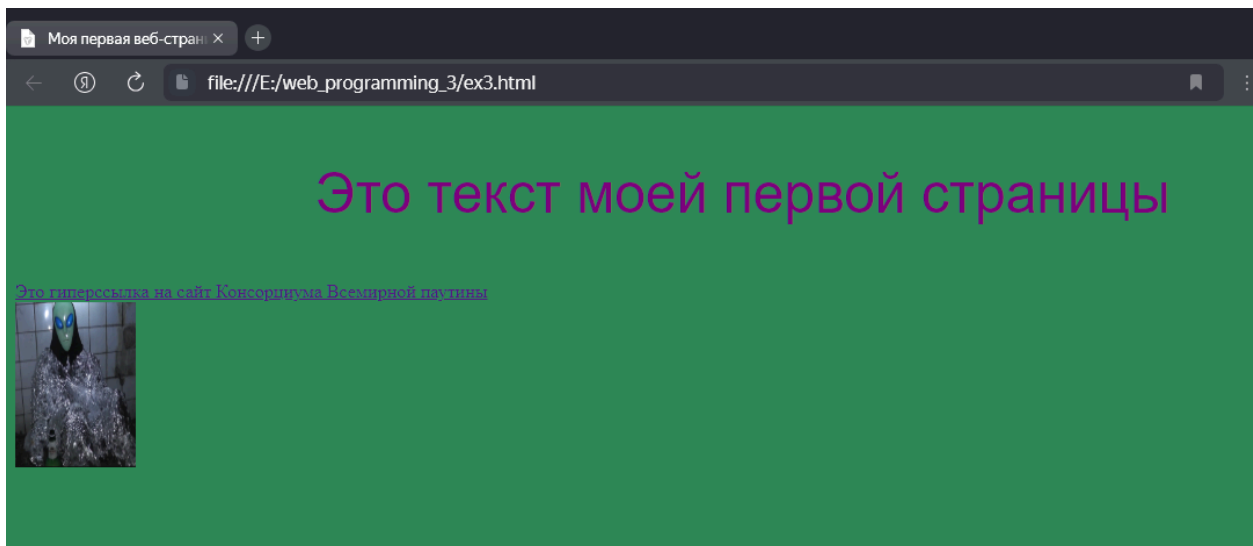 Моя первая веб-стран
file:///E:/web_programming_3/ex3.html
Это текст моей первой страницы
Это гиперссылка на сайт Консорциума Всемирной паутины